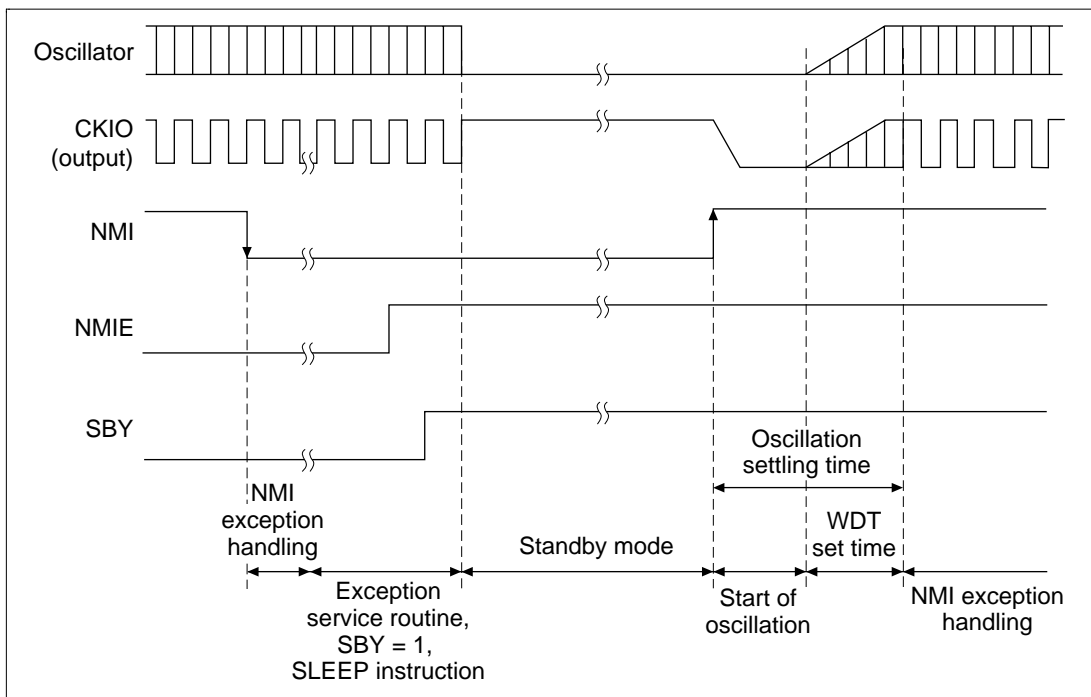 Oscillator
CKIO
(output)
NMI
NMIE
SBY
Oscillation
settling time
NMI
exception
handling
WDT
set time
Standby mode
Exception
service routine,
SBY = 1,
SLEEP instruction
Start of
oscillation
NMI exception
handling